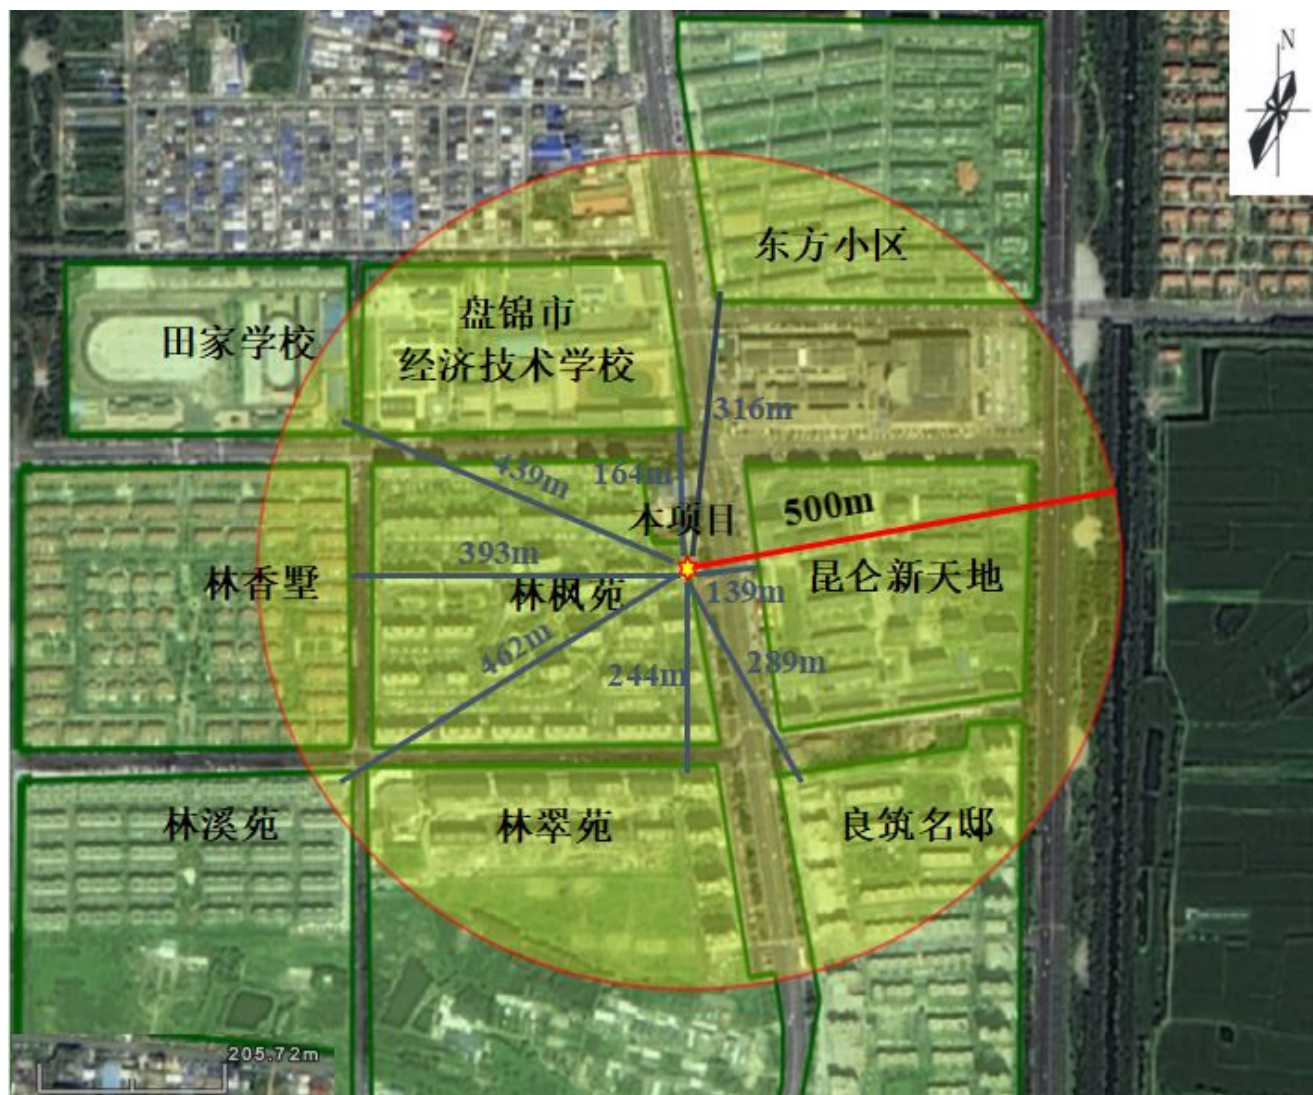 N
东方小区
盘锦市
经济技术学校
田家学校
316m
439m
164m
本项目
500m
393m
林香墅
林枫苑
139m
昆仑新天地
462m
244m
289m
林溪苑
林翠苑
良筑名邸
205.72m